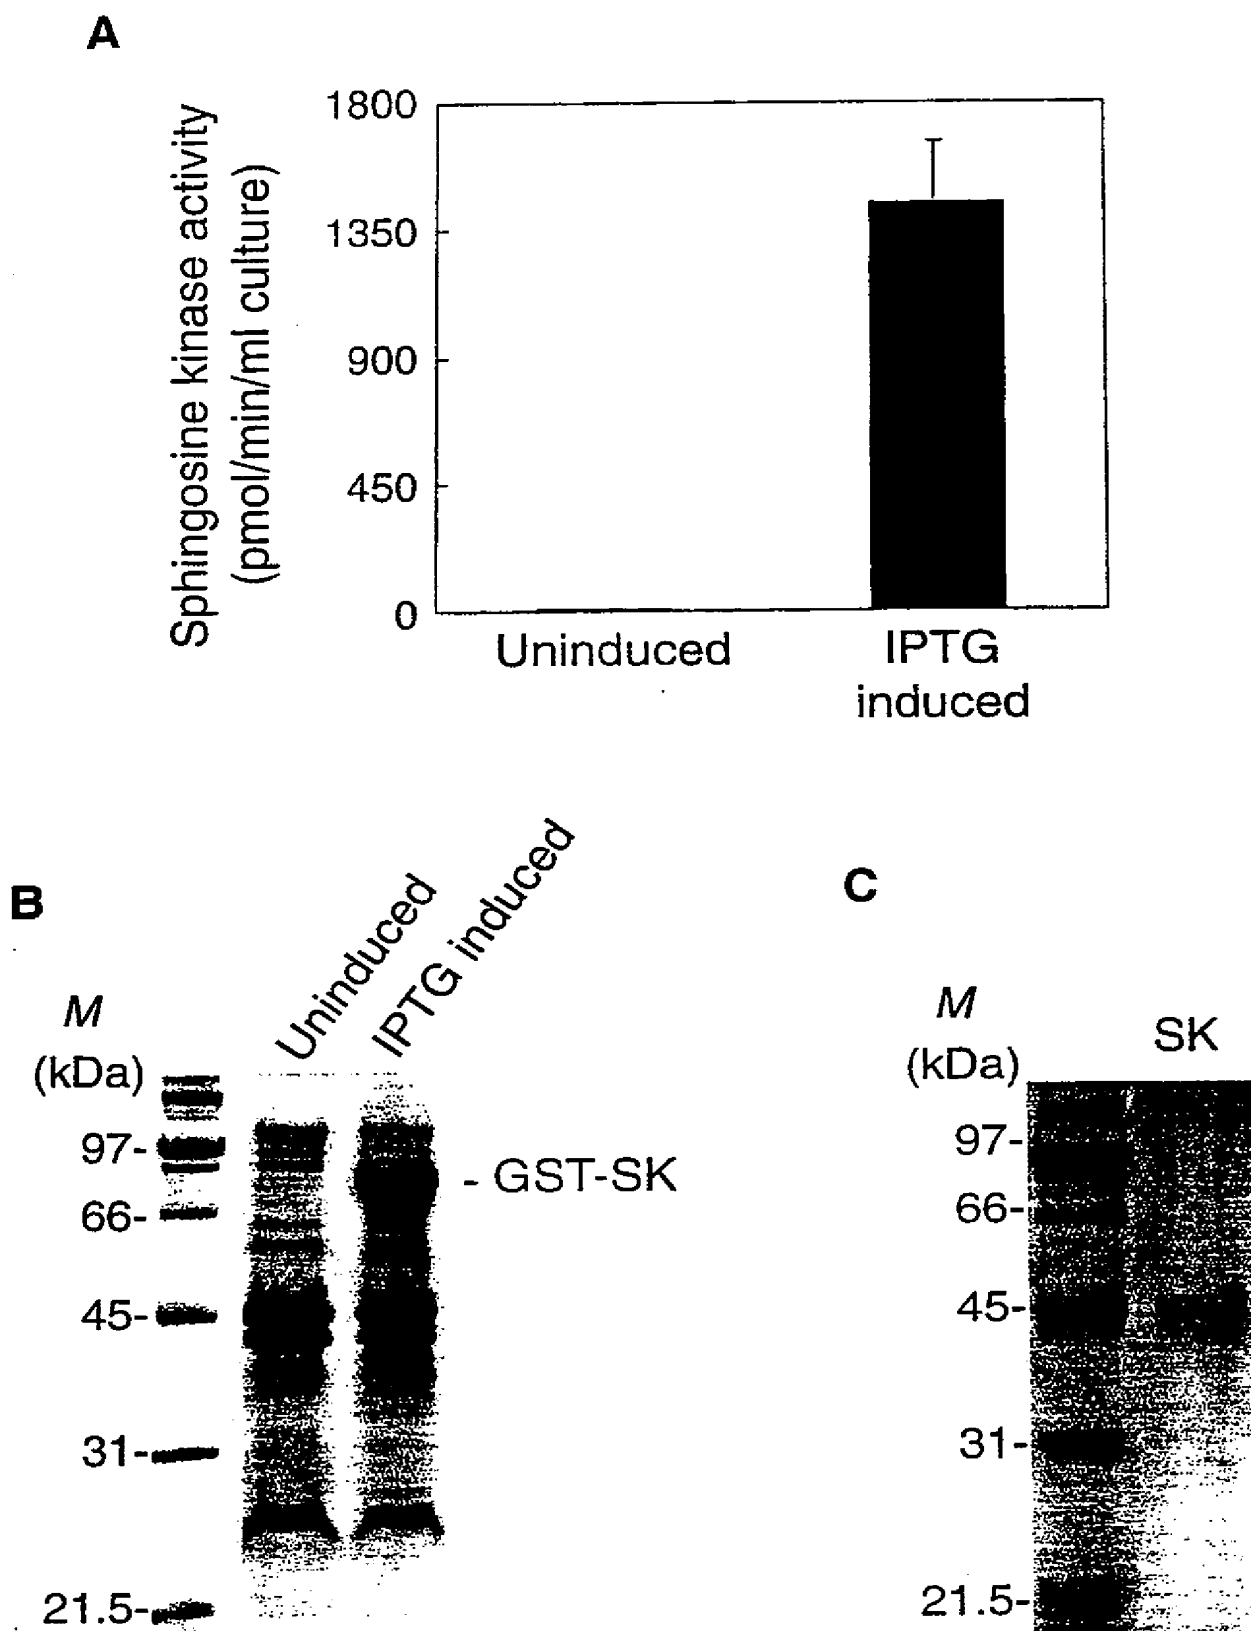 A
Sphingosine kinase activity
(pmol/min/ml culture)
1800
1350
900
450
0
Uninduced
IPTG
induced
B
Uninduced
IPTG induced
M
(kDa)
97-
66-
45-
31-
21.5-
- GST-SK
C
M
(kDa)
SK
97-
66-
45-
31-
21.5-